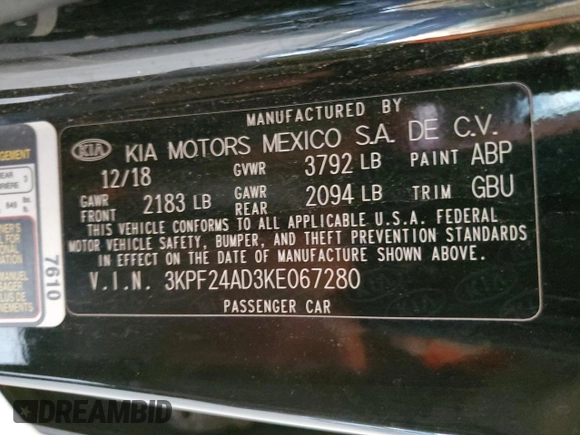 MANUFACTURED BY
KIA KIA MOTORS MEXICO S.A. DE C.V.
12/18 GVWR 3792 LB PAINT ABP
GAWR FRONT 2183 LB GAWR REAR 2094 LB TRIM GBU
THIS VEHICLE CONFORMS TO ALL APPLICABLE U.S.A. FEDERAL
MOTOR VEHICLE SAFETY, BUMPER, AND THEFT PREVENTION STANDARDS
IN EFFECT ON THE DATE OF MANUFACTURE SHOWN ABOVE.
V.I.N. 3KPF24AD3KE067280
PASSENGER CAR
7610
DREAMBID